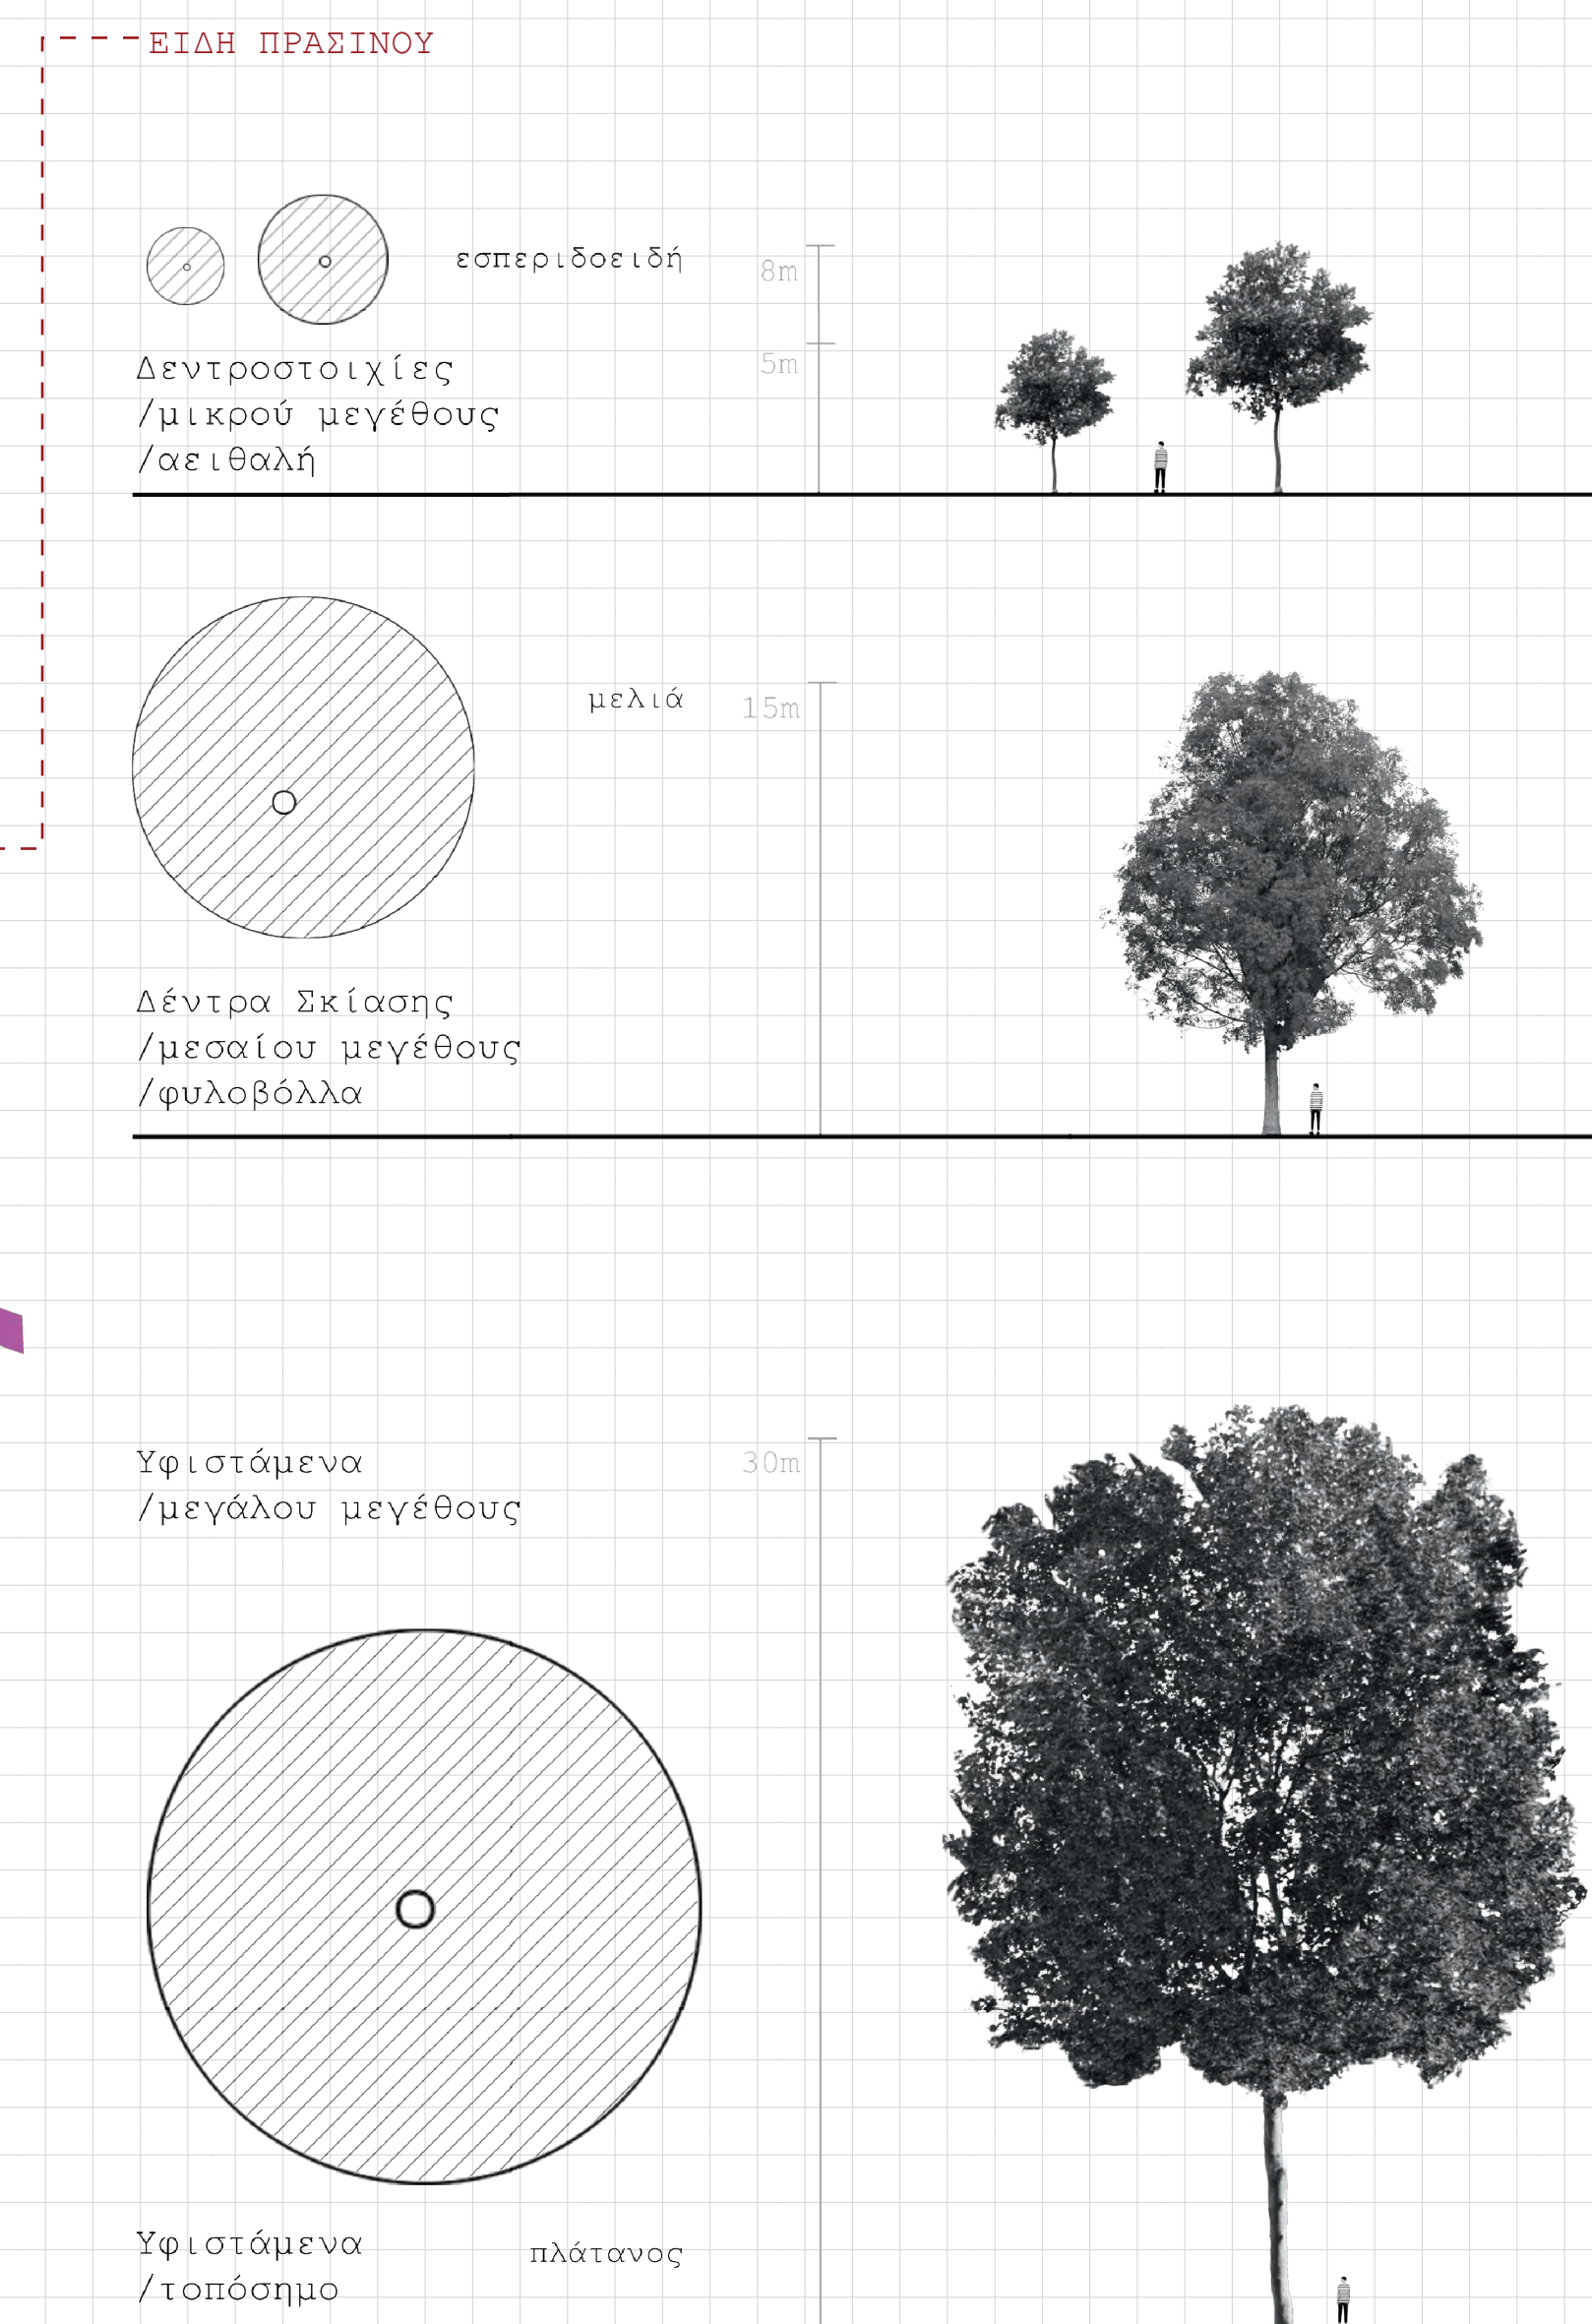 ΕΙΔΗ ΠΡΑΣΙΝΟΥ
εσπεριδοειδή
8m
5m
Δεντροστοιχίες
/μικρού μεγέθους
/αειθαλή
μελιά
15m
Δέντρα Σκίασης
/μεσαίου μεγέθους
/φυλοβόλλα
Υφιστάμενα
/μεγάλου μεγέθους
30m
Υφιστάμενα
/τοπόσημο
πλάτανος